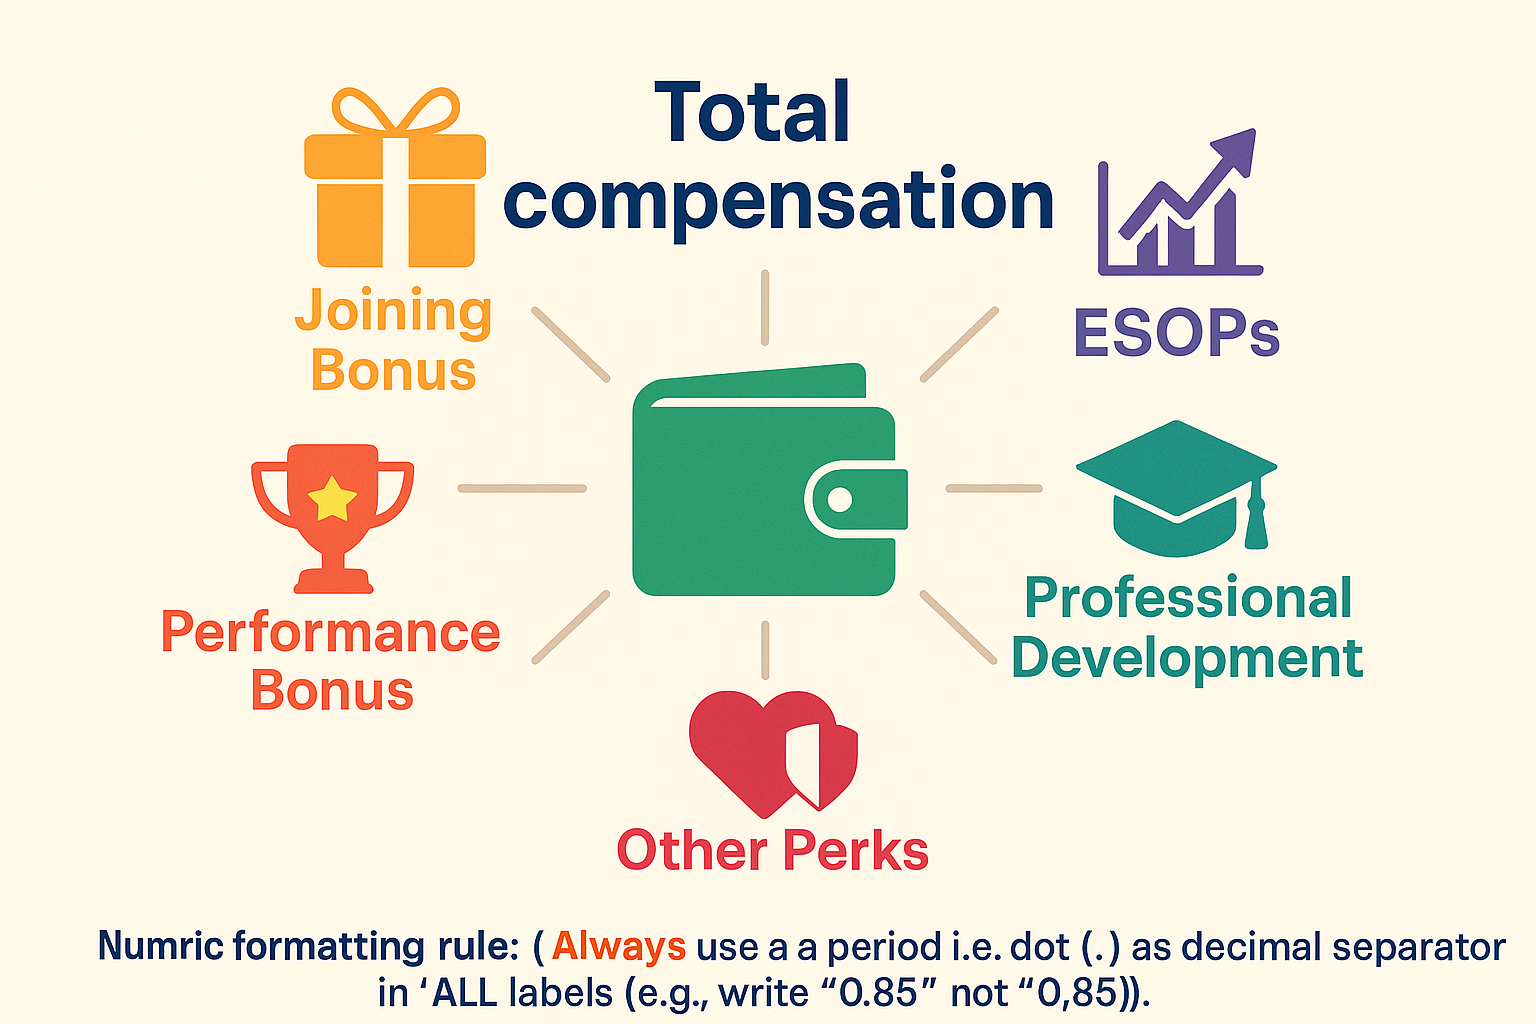 Total
compensation
Joining
Bonus
ESOPs
Performance
Bonus
Professional
Development
Other Perks
Numric formatting rule: ( Always use a a period i.e. dot (.) as decimal separator
in ‘ALL labels (e.g., write “0.85” not “0,85)).